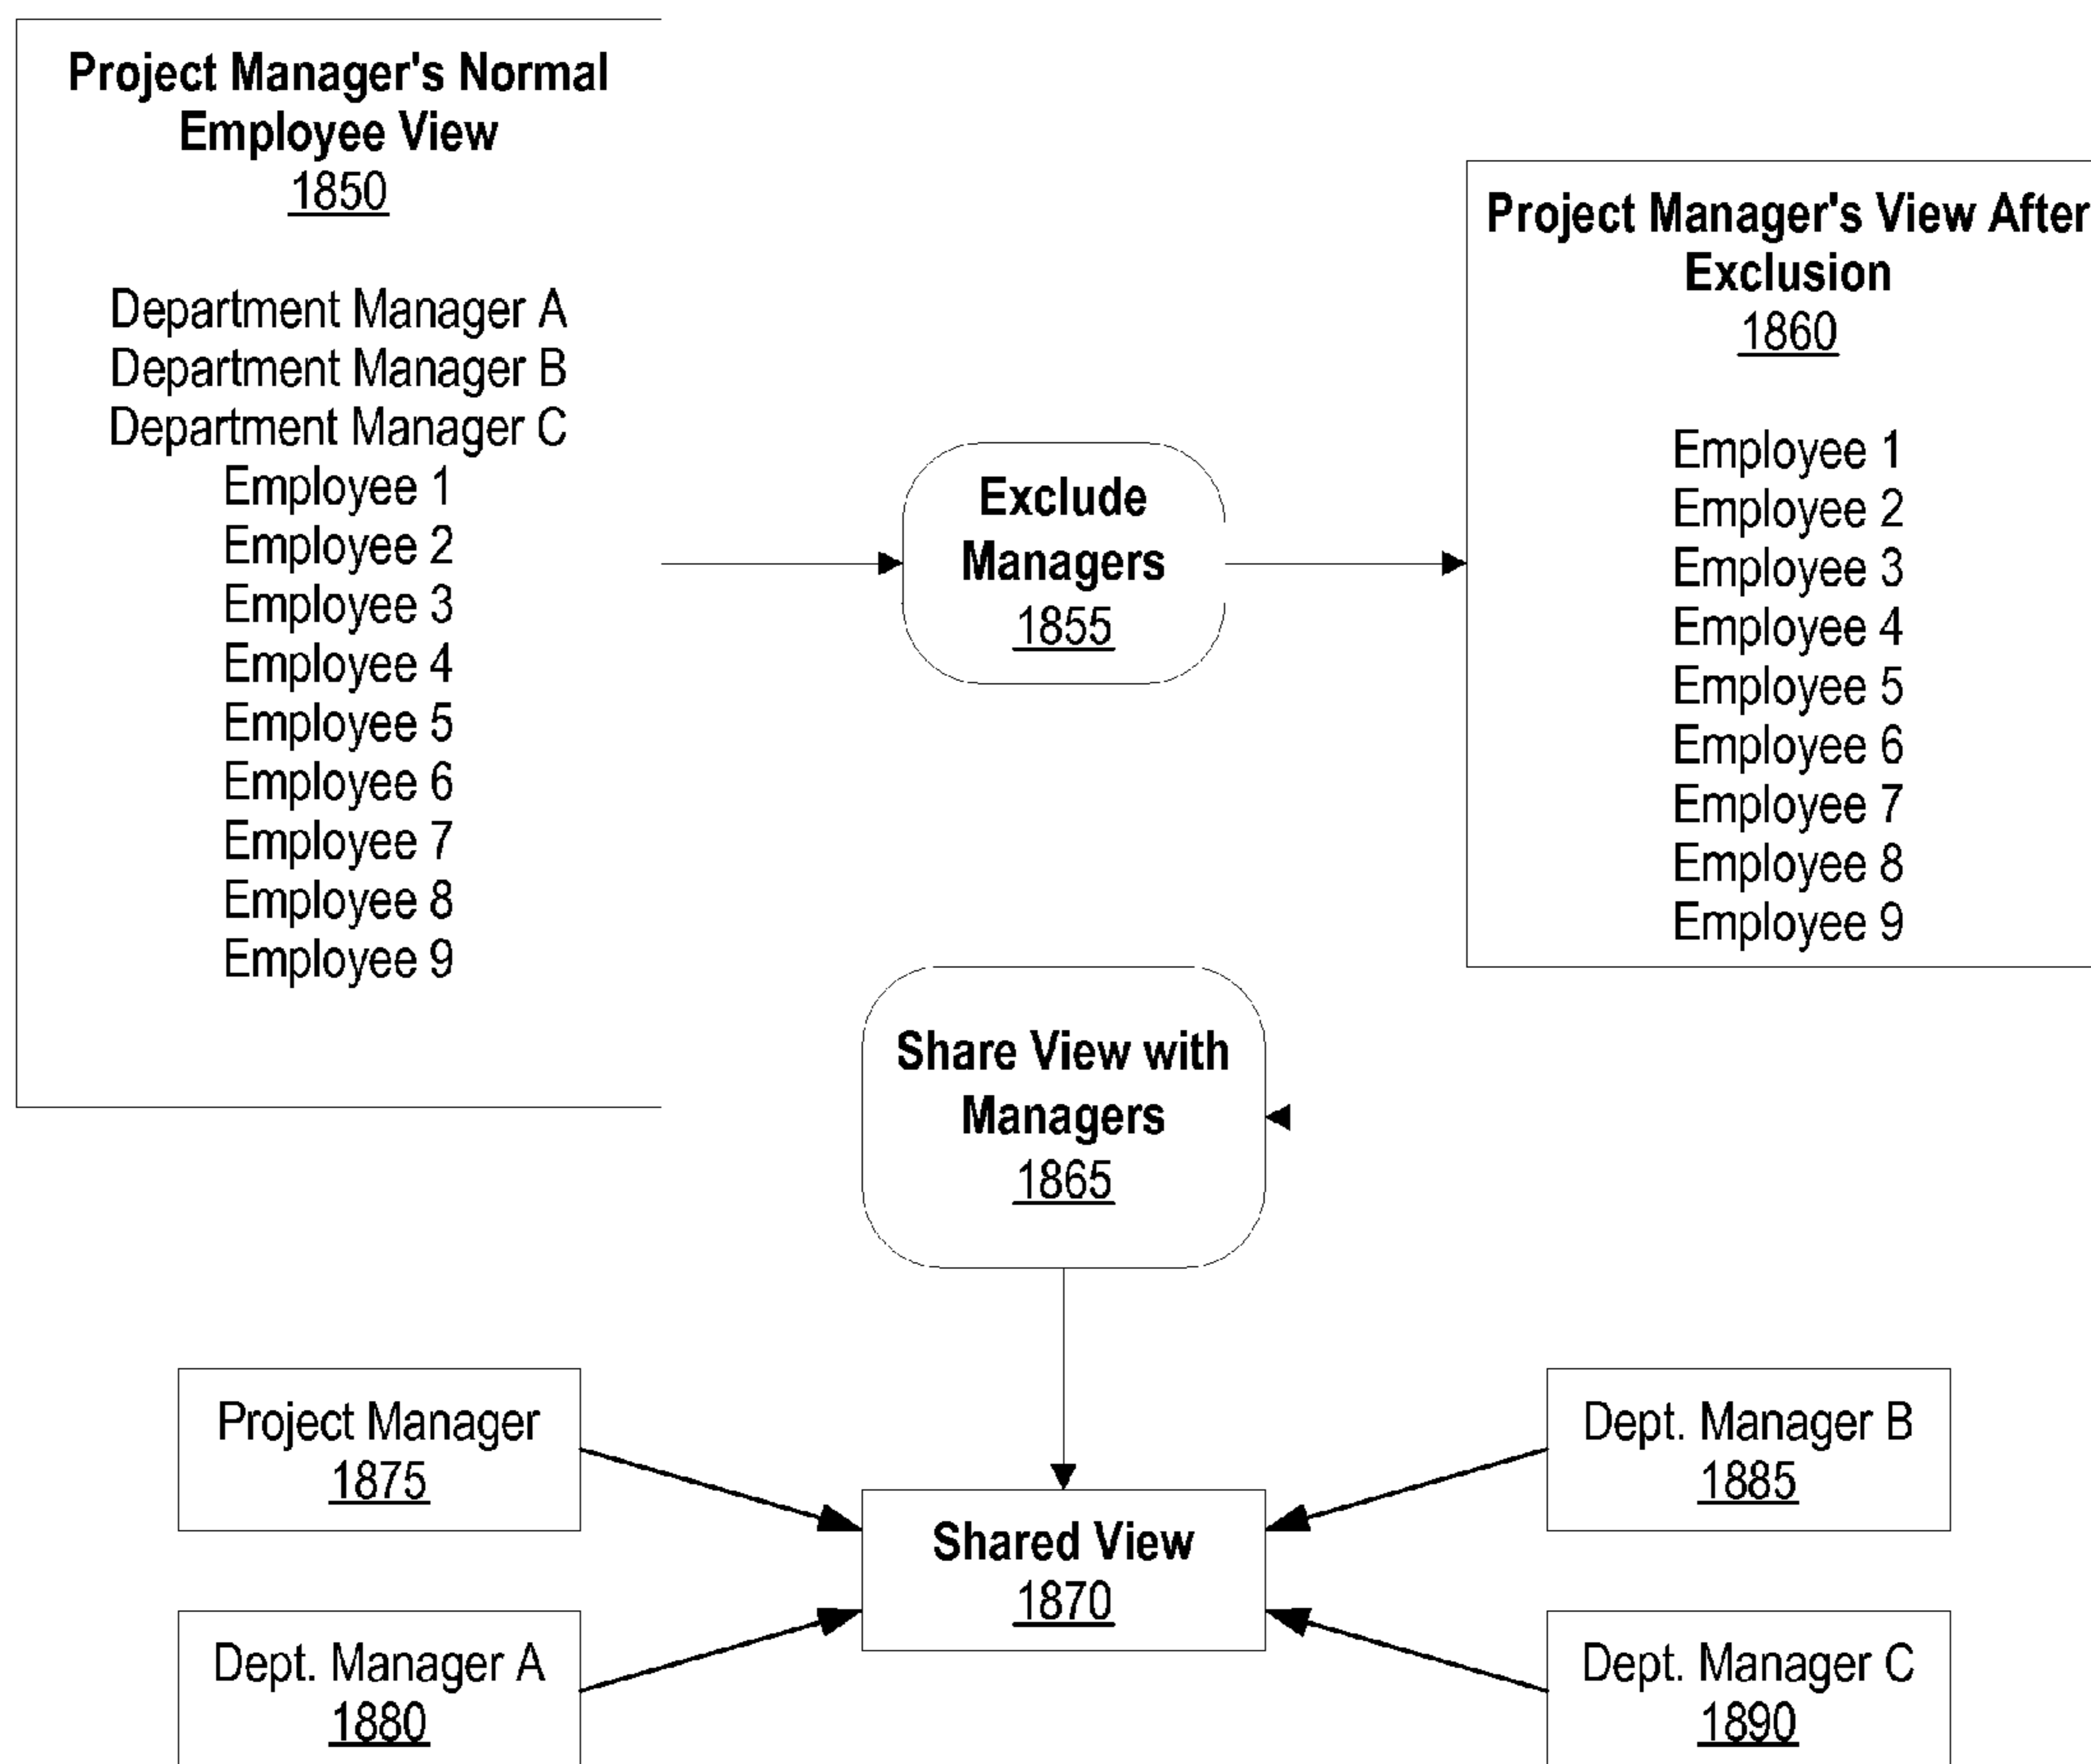 Project Manager's Normal
Employee View
1850
Department Manager A
Department Manager B
Department Manager C
Employee 1
Employee 2
Employee 3
Employee 4
Employee 5
Employee 6
Employee 7
Employee 8
Employee 9
Exclude
Managers
1855
Project Manager's View After
Exclusion
1860
Employee 1
Employee 2
Employee 3
Employee 4
Employee 5
Employee 6
Employee 7
Employee 8
Employee 9
Share View with
Managers
1865
Project Manager
1875
Dept. Manager A
1880
Shared View
1870
Dept. Manager B
1885
Dept. Manager C
1890